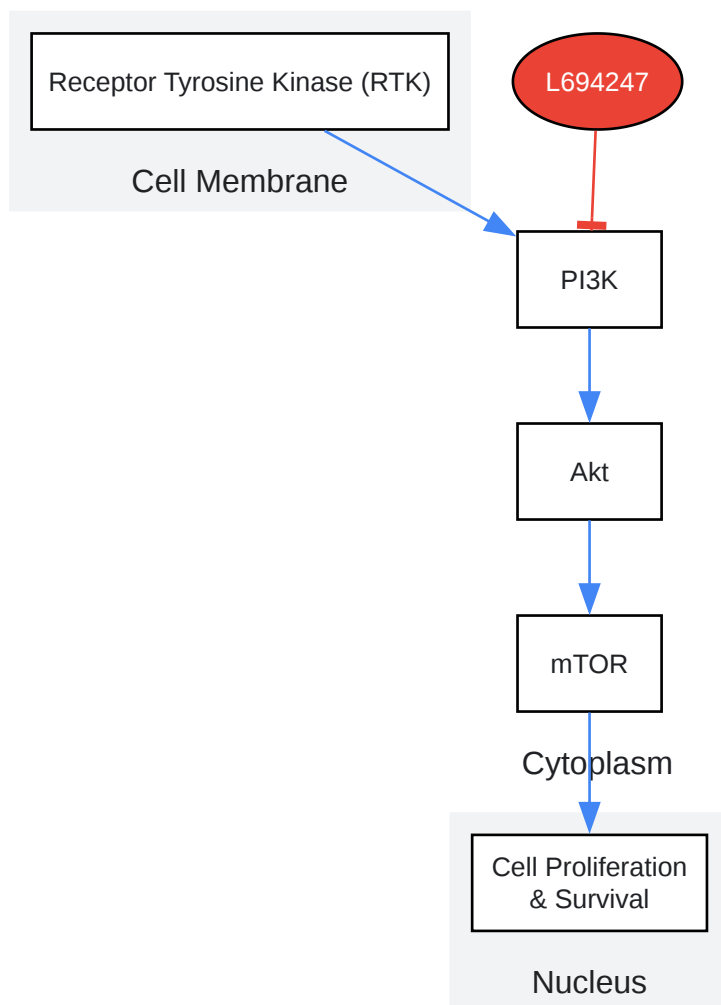 Receptor Tyrosine Kinase (RTK)
L694247
Cell Membrane
PI3K
Akt
mTOR
Cytoplasm
Cell Proliferation
& Survival
Nucleus